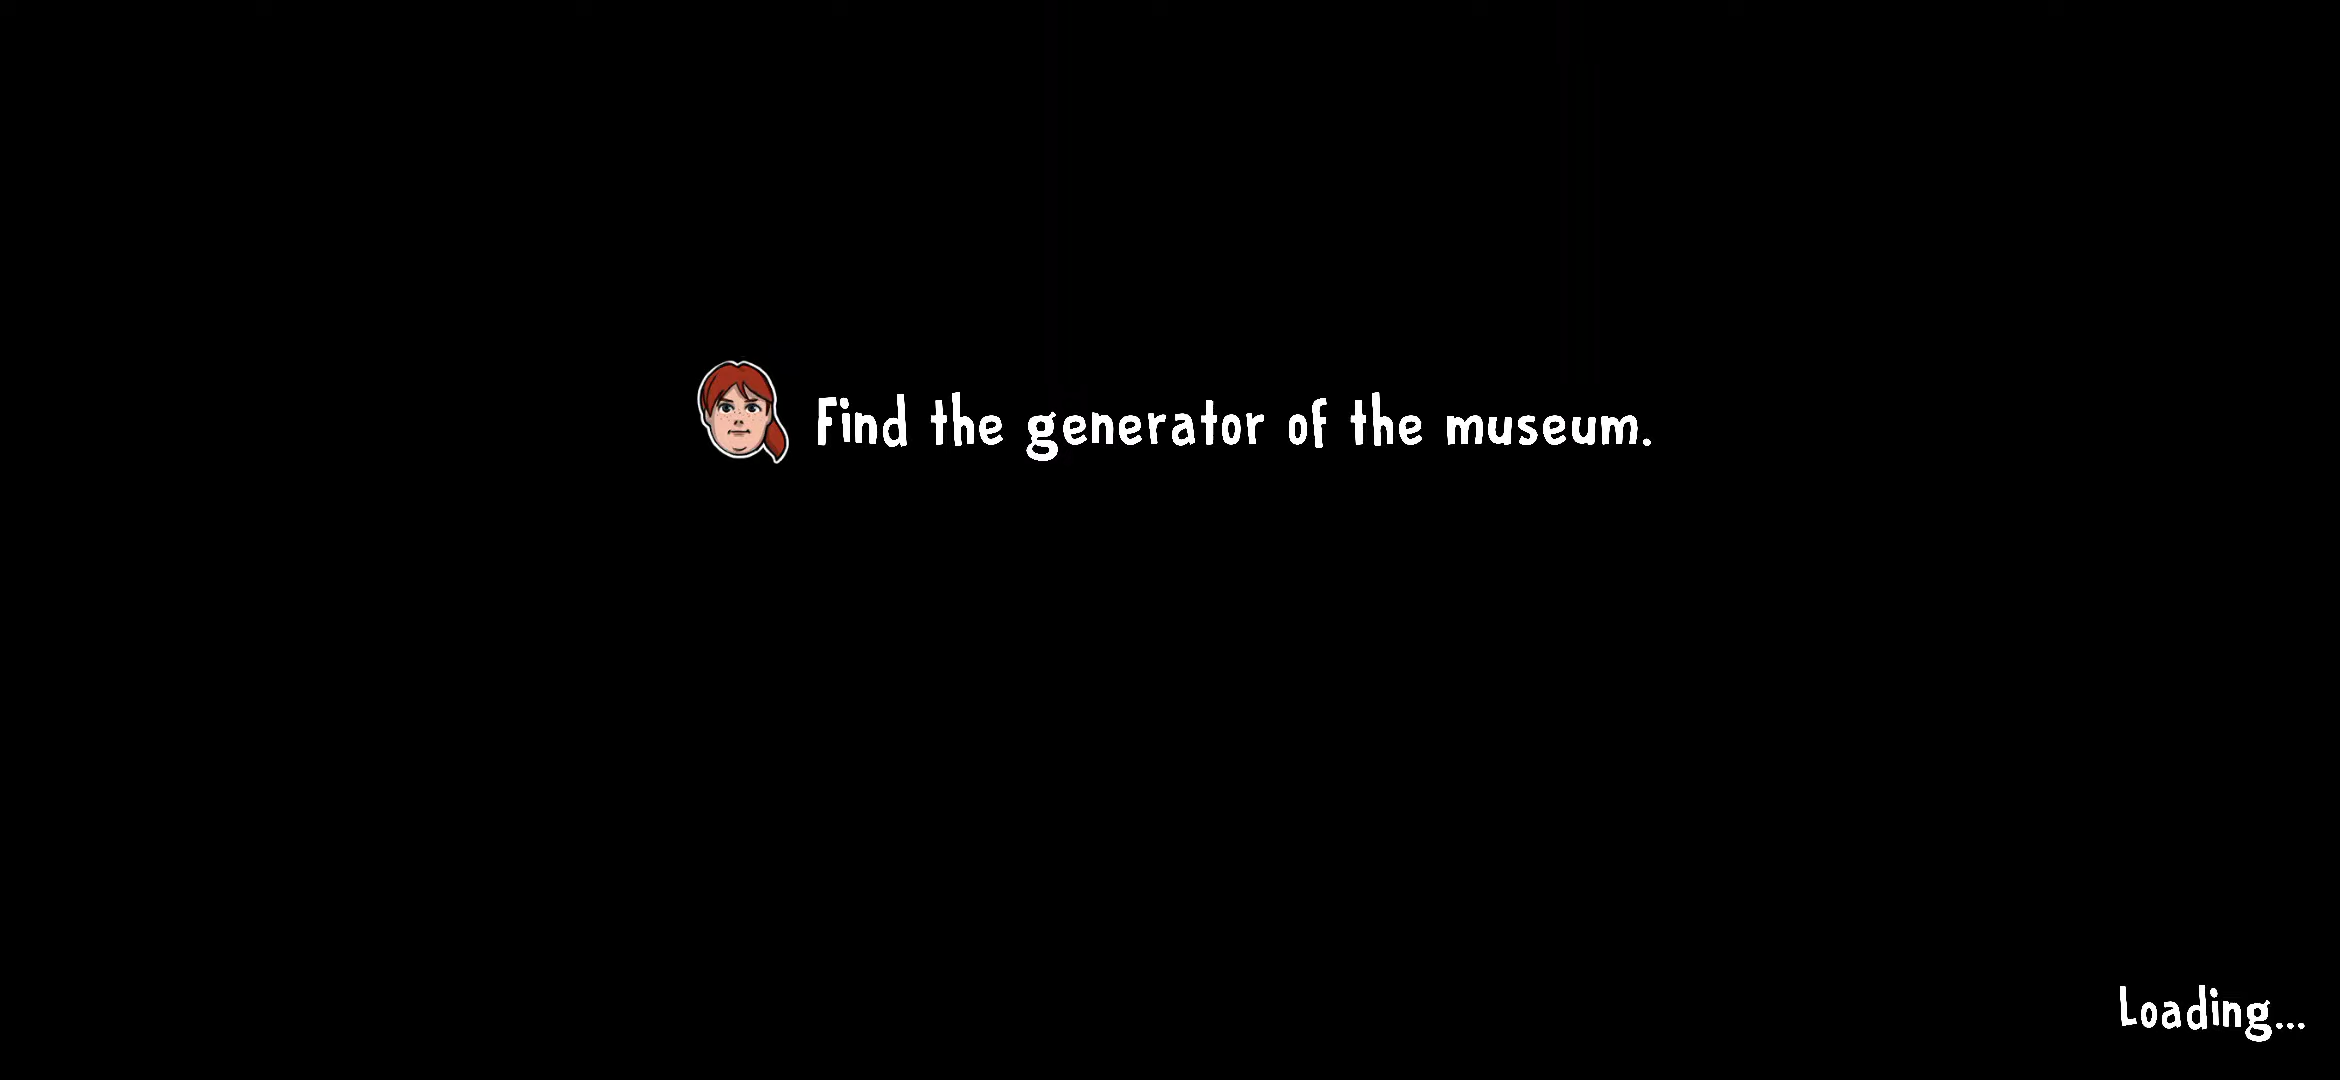 Find the generator of the museum.
Loading...